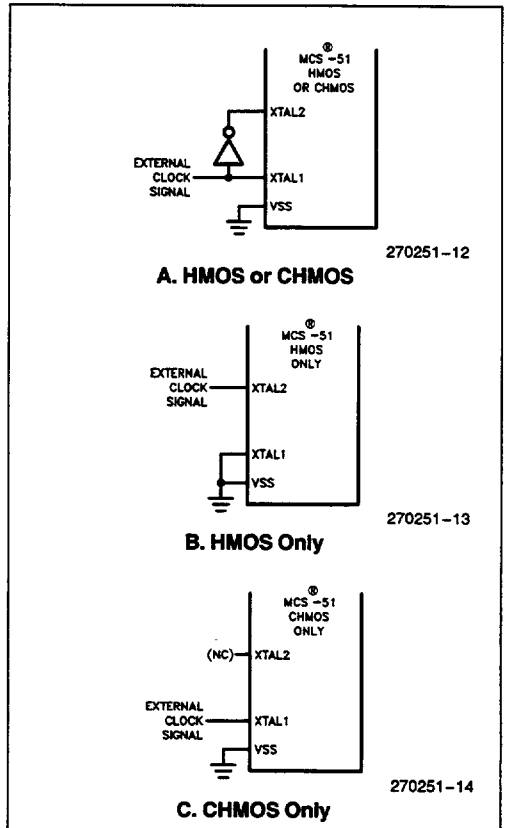 ®
MCS-51
HMOS
OR CHMOS
XTAL2
EXTERNAL
CLOCK
SIGNAL
XTAL1
VSS
270251-12
A. HMOS or CHMOS
®
MCS-51
HMOS
ONLY
EXTERNAL
CLOCK
SIGNAL
XTAL2
XTAL1
VSS
270251-13
B. HMOS Only
®
MCS-51
CHMOS
ONLY
(NC)
XTAL2
EXTERNAL
CLOCK
SIGNAL
XTAL1
VSS
270251-14
C. CHMOS Only